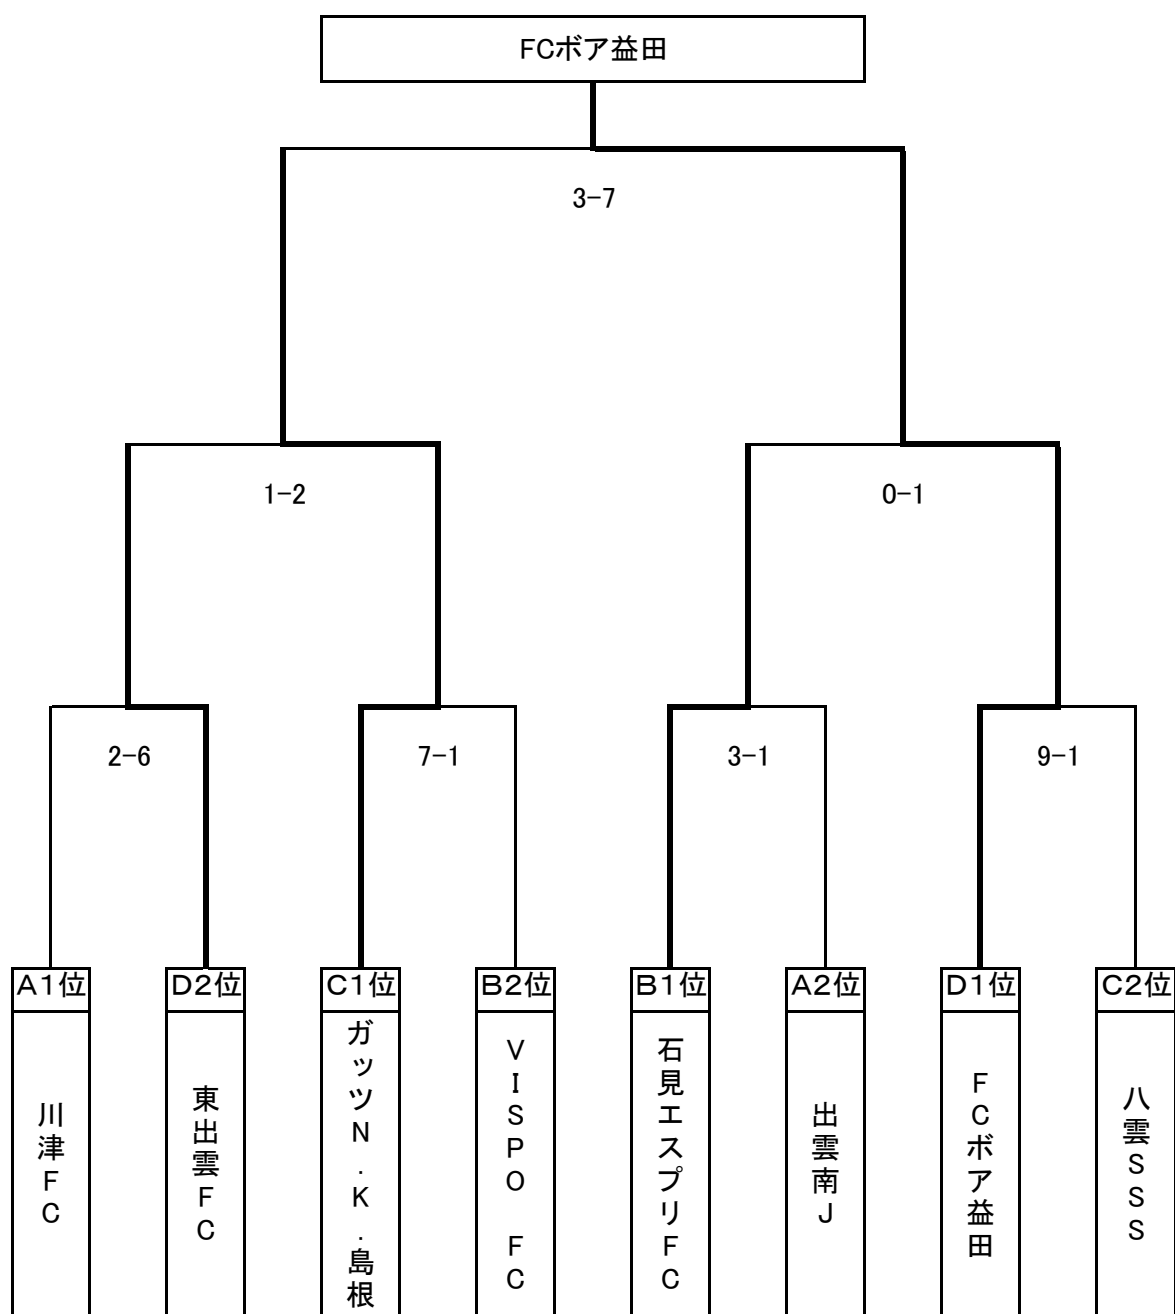 FCボア益田
3-7
1-2
0-1
2-6
7-1
3-1
9-1
A1位
D2位
C1位
B2位
B1位
A2位
D1位
C2位
川津FC
東出雲FC
ガッツN.K.島根
VISPO FC
石見エスプリFC
出雲南J
FCボア益田
八雲SSS